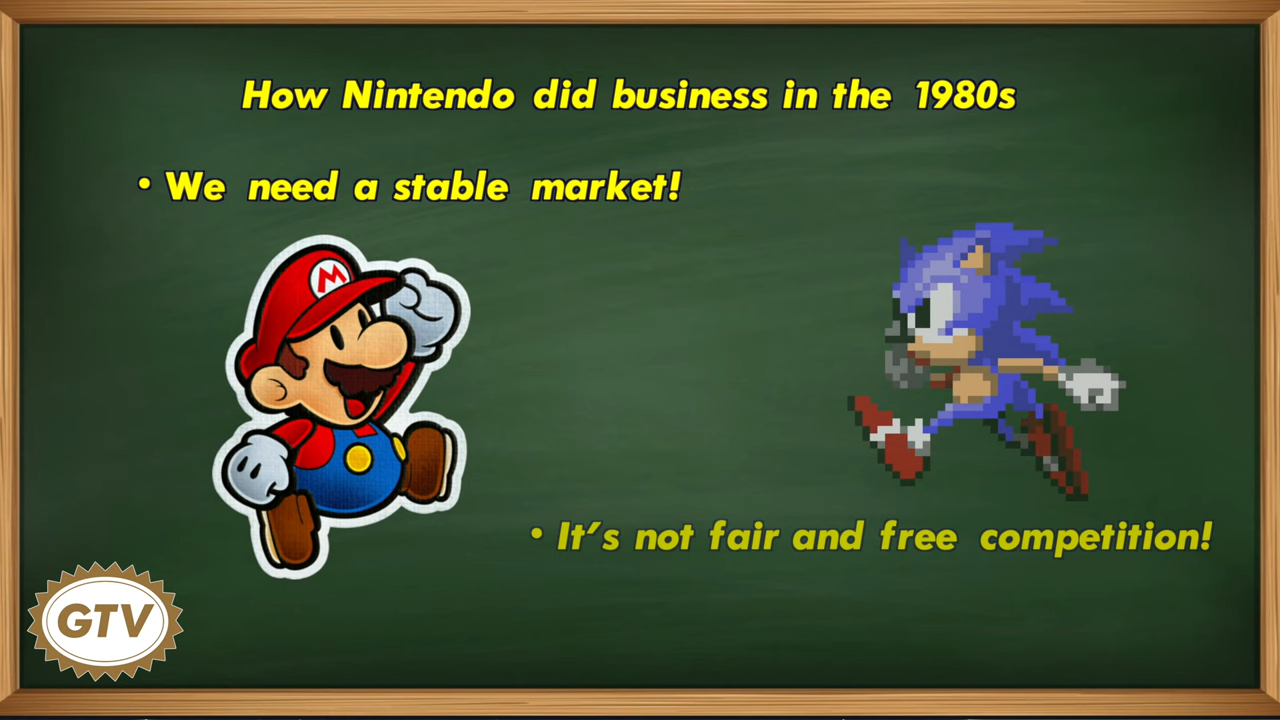 How Nintendo did business in the 1980s
• We need a stable market!
M
• It's not fair and free competition!
GTV